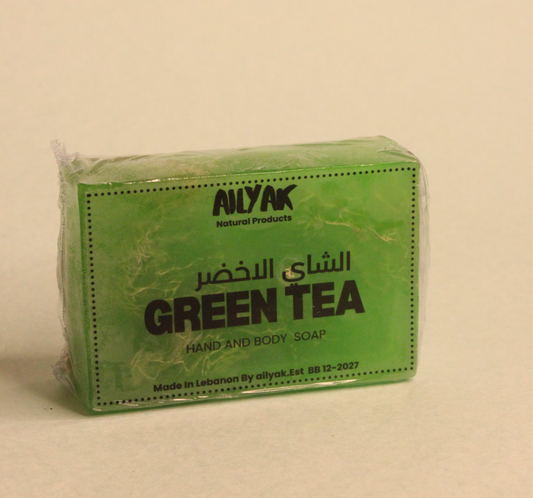 AILYAK
Natural Products
الشاي الاخضر
GREEN TEA
HAND AND BODY SOAP
Made In Lebanon By ailyak.Est BB 12-2027